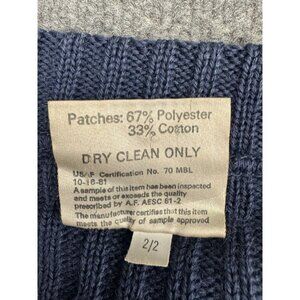 Patches: 67% Polyester
33% Cotton
DRY CLEAN ONLY
USAF Certification No. 70 MBL
10-16-81
A sample of this item has been inspected
and meets or exceeds the quality
prescribed by A.F. AESC 81-2
The manufacturer certifies that this item
meets the quality of sample approved.
2/2